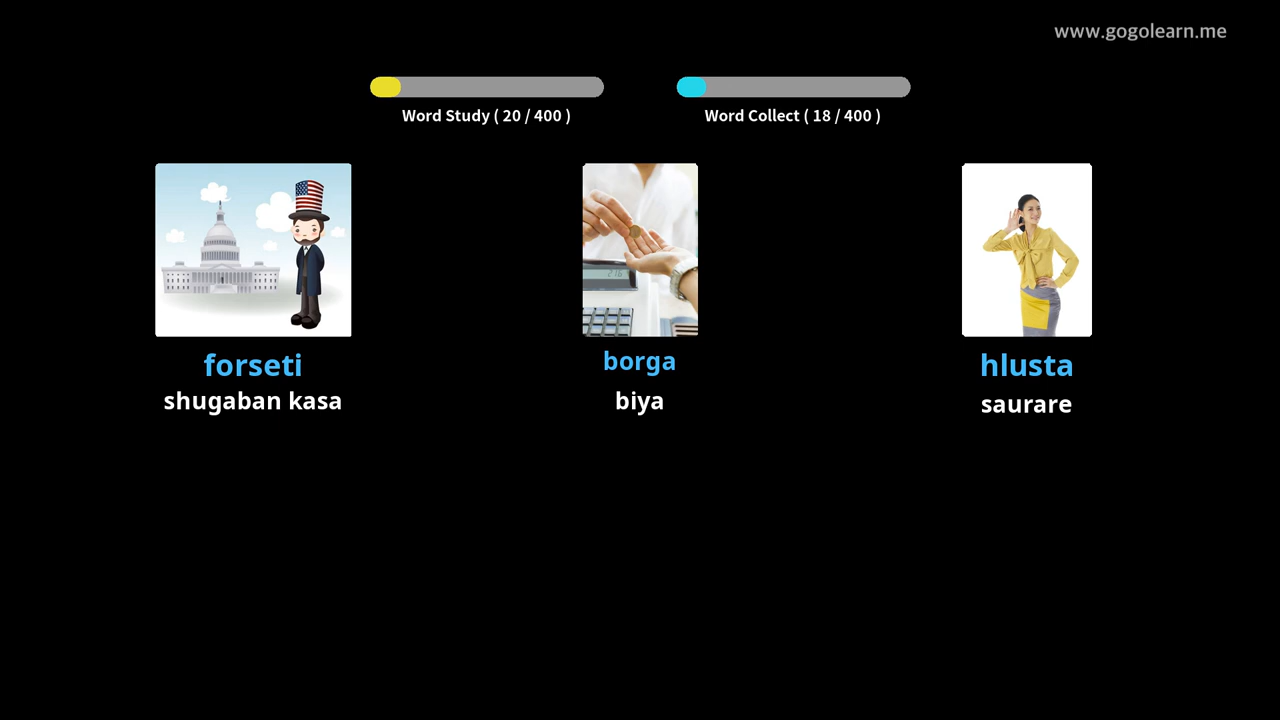 www.gogolearn.me
Word Study ( 20 / 400 )
Word Collect ( 18 / 400 )
forseti
borga
hlusta
shugaban kasa
biya
saurare